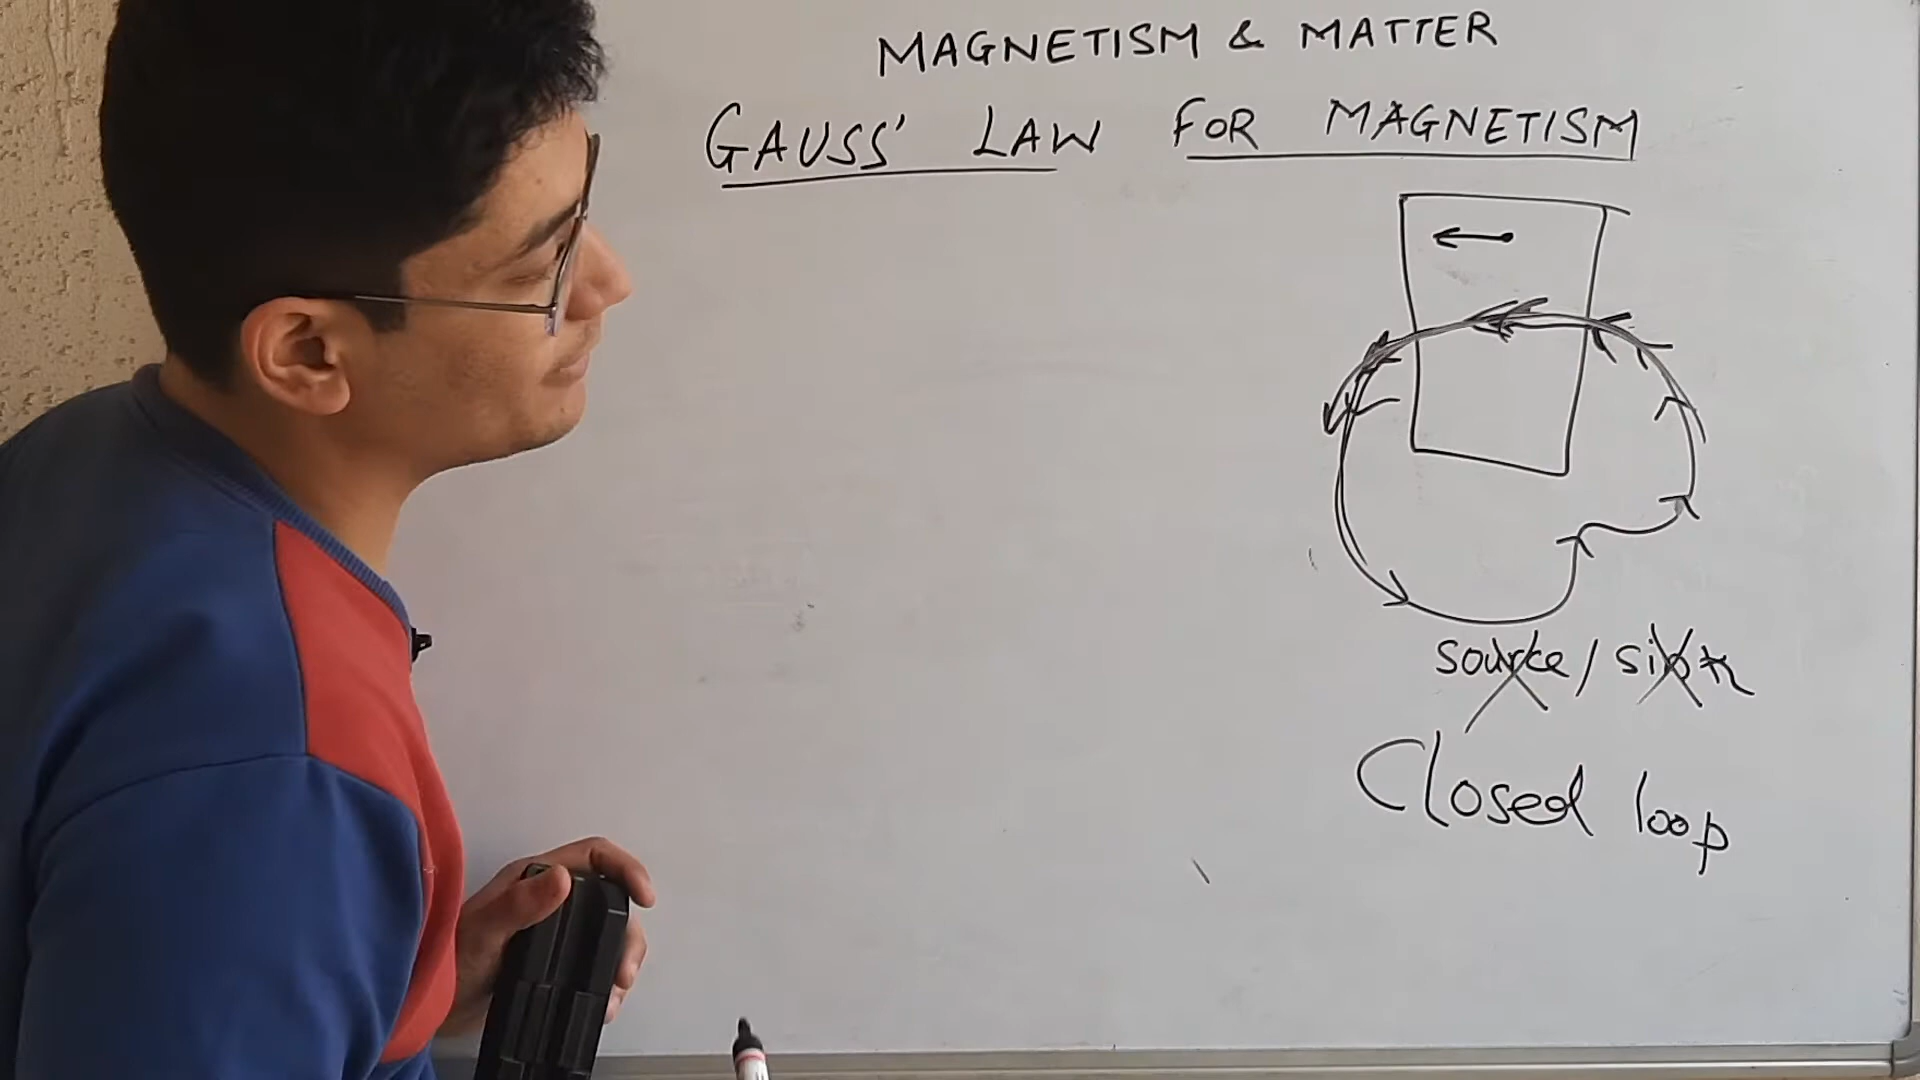 MAGNETISM & MATTER
GAUSS' LAW FOR MAGNETISM
source / sink
Closed loop